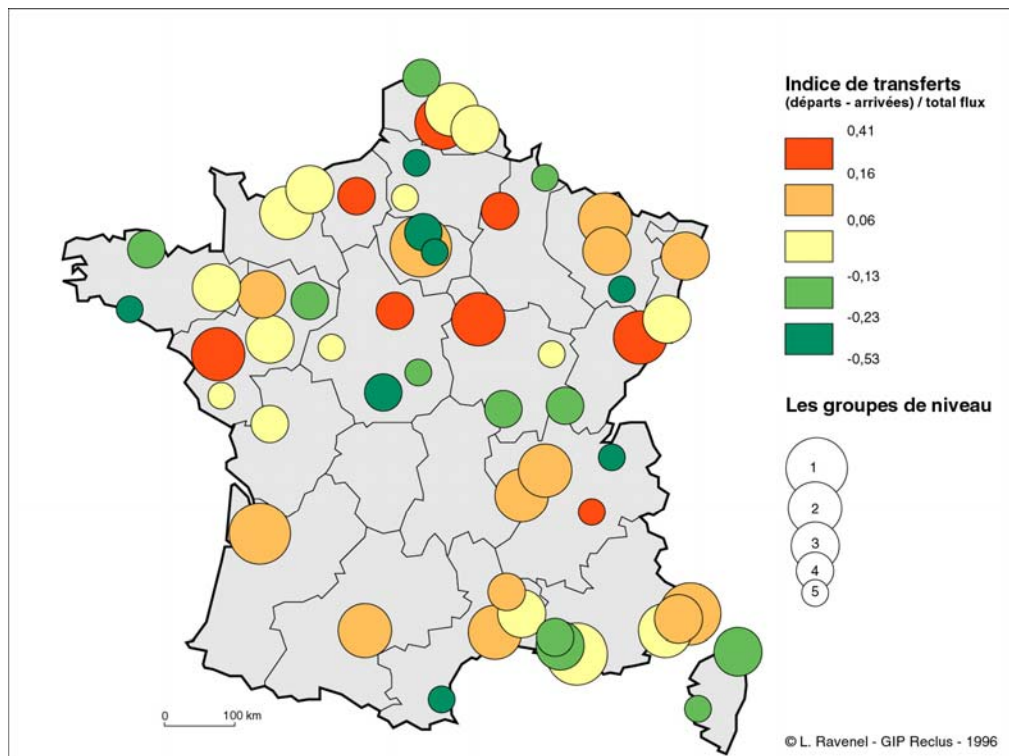 Indice de transferts
(départs - arrivées) / total flux
0,41
0,16
0,06
-0,13
-0,23
-0,53
Les groupes de niveau
1
2
3
4
5
0 100 km
© L. Ravenel - GIP Reclus - 1996